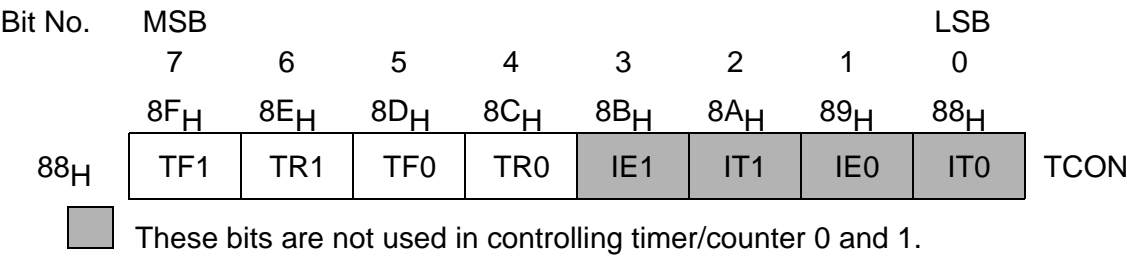 Bit No. MSB LSB
7 6 5 4 3 2 1 0
8FH 8EH 8DH 8CH 8BH 8AH 89H 88H
88H TF1 TR1 TF0 TR0 IE1 IT1 IE0 IT0 TCON
These bits are not used in controlling timer/counter 0 and 1.